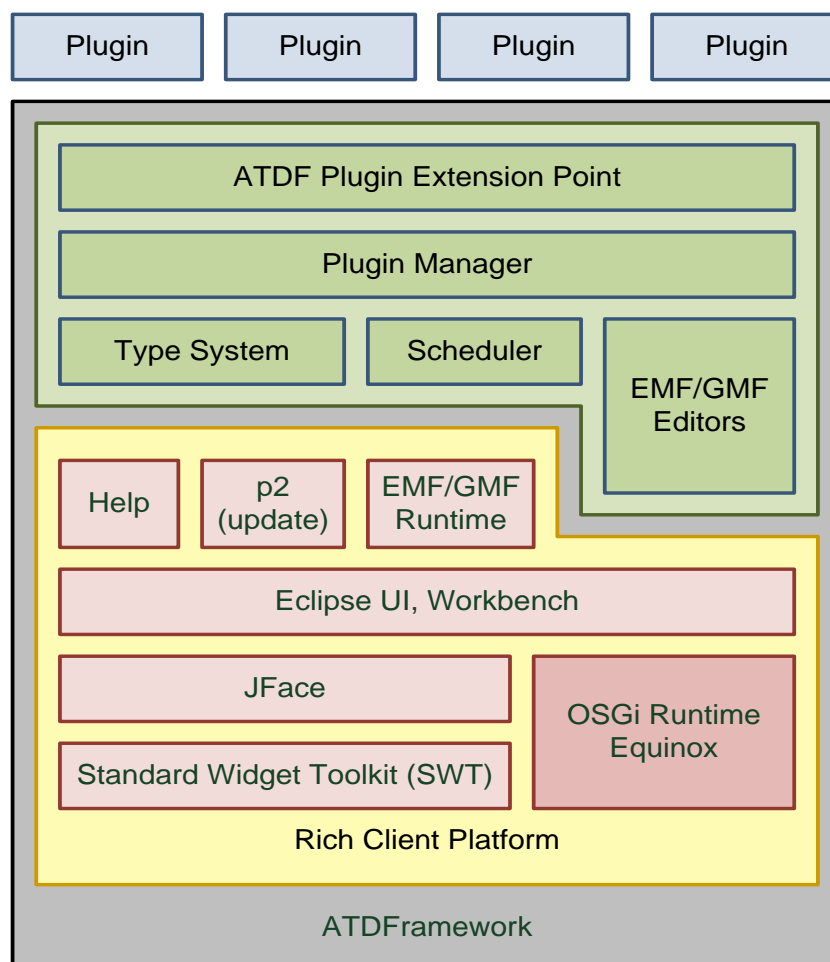 Plugin
Plugin
Plugin
Plugin
ATDF Plugin Extension Point
Plugin Manager
Type System
Scheduler
EMF/GMF
Editors
Help
p2
(update)
EMF/GMF
Runtime
Eclipse UI, Workbench
JFace
OSGi Runtime
Equinox
Standard Widget Toolkit (SWT)
Rich Client Platform
ATDFramework